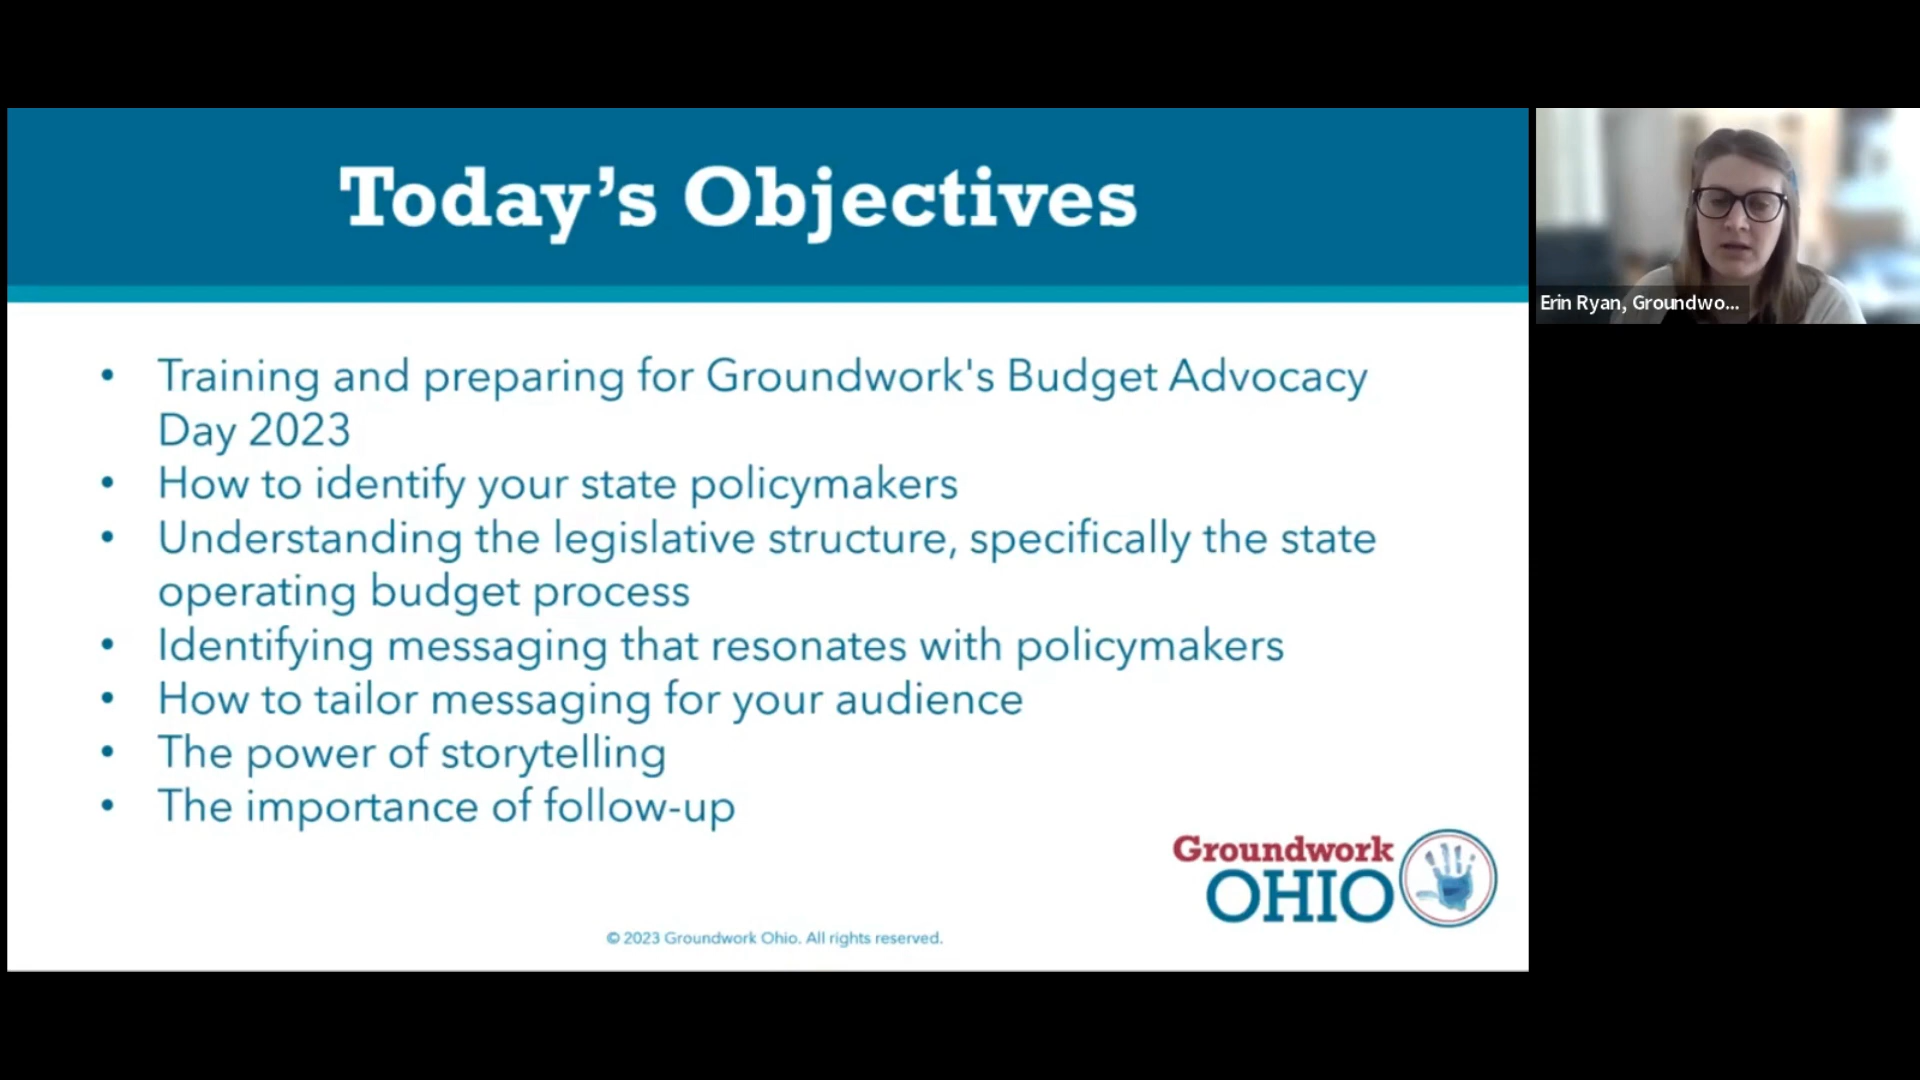 Today’s Objectives
• Training and preparing for Groundwork's Budget Advocacy
Day 2023
• How to identify your state policymakers
• Understanding the legislative structure, specifically the state
operating budget process
• Identifying messaging that resonates with policymakers
• How to tailor messaging for your audience
• The power of storytelling
• The importance of follow-up
Groundwork
OHIO
© 2023 Groundwork Ohio. All rights reserved.
Erin Ryan, Groundwo...